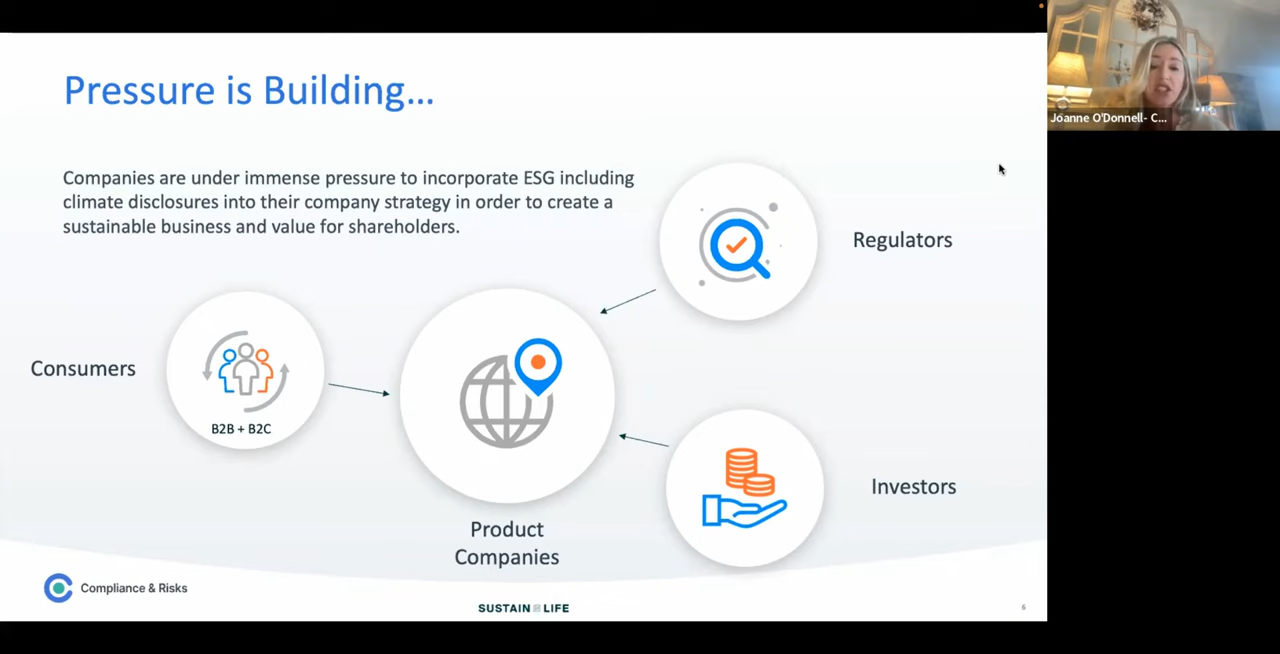 Pressure is Building...
Joanne O'Donnell- C...
Companies are under immense pressure to incorporate ESG including
climate disclosures into their company strategy in order to create a
sustainable business and value for shareholders.
Regulators
Consumers
B2B + B2C
Investors
Product
Companies
Compliance & Risks
SUSTAIN LIFE
6